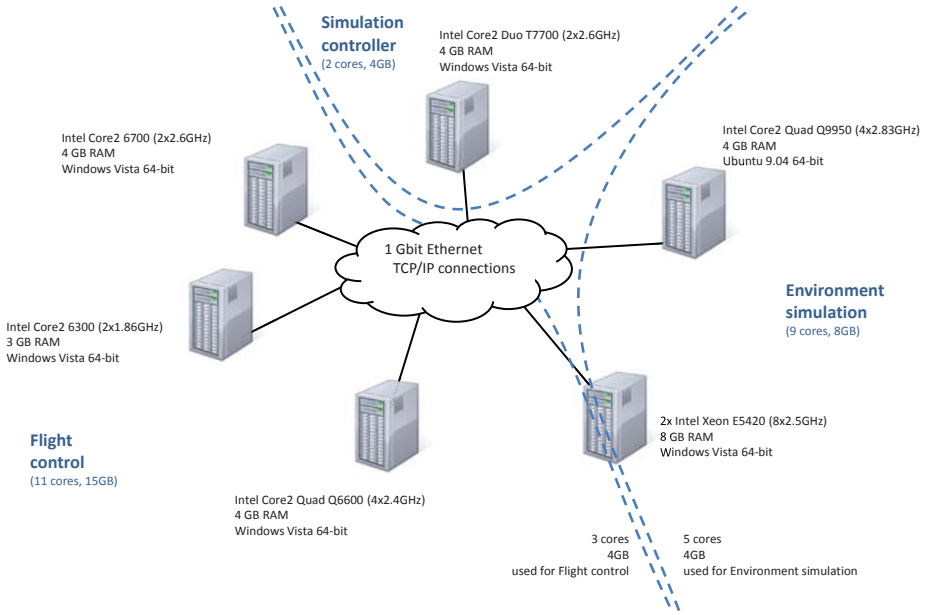 Simulation
controller
(2 cores, 4GB)
Intel Core2 Duo T7700 (2x2.6GHz)
4 GB RAM
Windows Vista 64-bit
Intel Core2 6700 (2x2.6GHz)
4 GB RAM
Windows Vista 64-bit
Intel Core2 Quad Q9950 (4x2.83GHz)
4 GB RAM
Ubuntu 9.04 64-bit
1 Gbit Ethernet
TCP/IP connections
Environment
simulation
(9 cores, 8GB)
Intel Core2 6300 (2x1.86GHz)
3 GB RAM
Windows Vista 64-bit
2x Intel Xeon E5420 (8x2.5GHz)
8 GB RAM
Windows Vista 64-bit
Flight
control
(11 cores, 15GB)
Intel Core2 Quad Q6600 (4x2.4GHz)
4 GB RAM
Windows Vista 64-bit
3 cores
4GB
used for Flight control
5 cores
4GB
used for Environment simulation